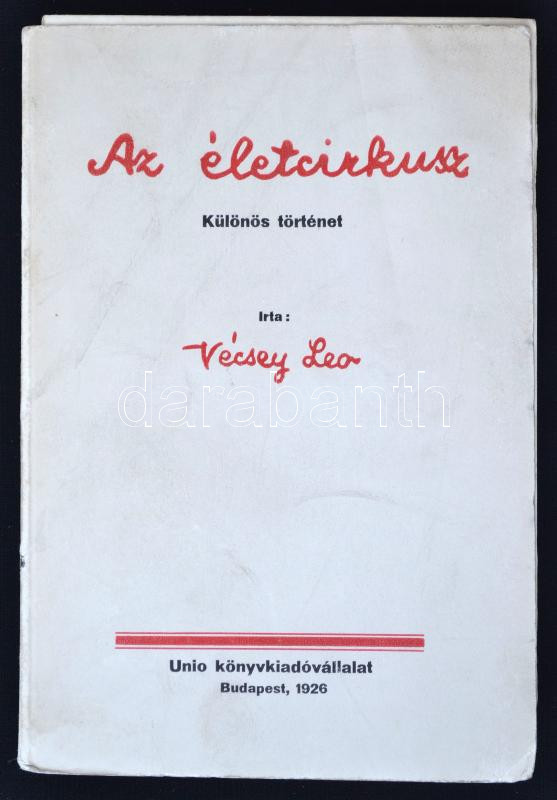 Az életcirkusz
Különös történet
Irta:
Vécsey Leo
darabanth
Unio könyvkiadóvállalat
Budapest, 1926